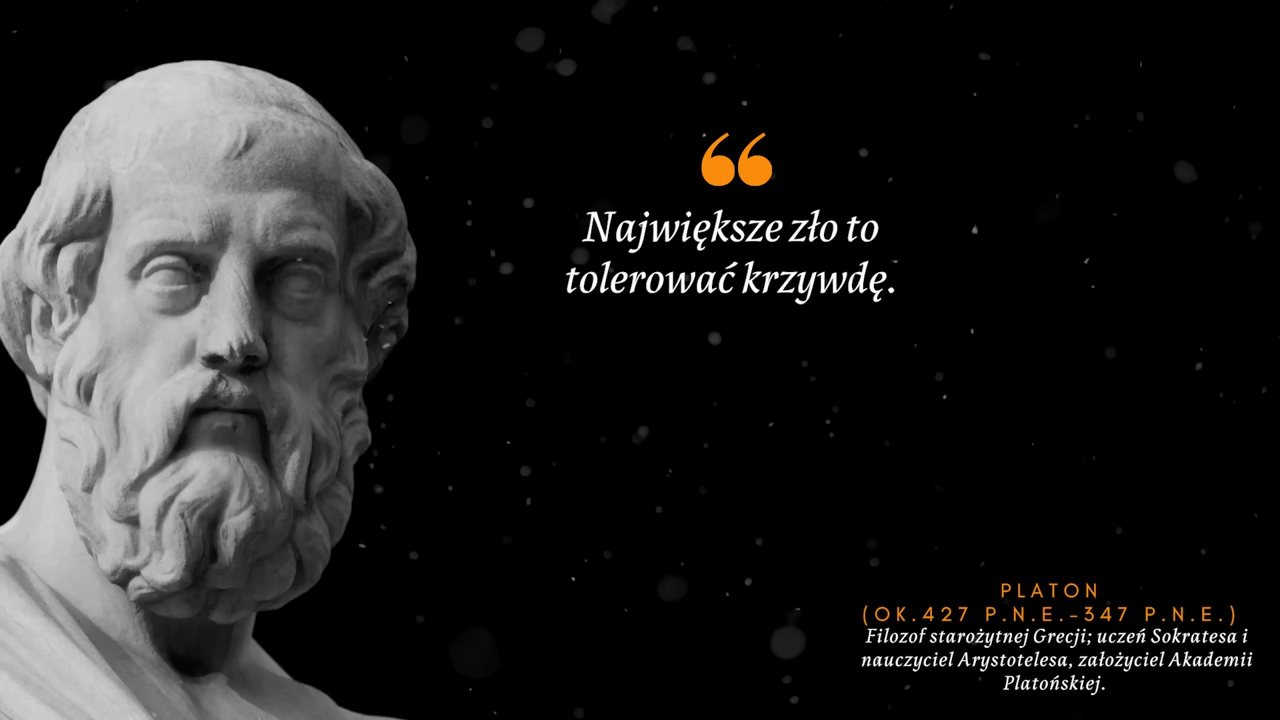 ❝
Największe zło to
tolerować krzywdę.
PLATON
(OK.427 P.N.E.-347 P.N.E.)
Filozof starożytnej Grecji; uczeń Sokratesa i
nauczyciel Arystotelesa, założyciel Akademii
Platońskiej.